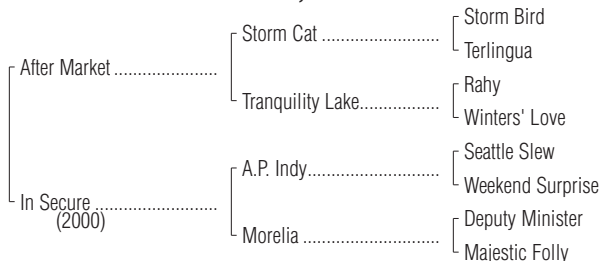 Storm Bird
Storm Cat ........................
Terlingua
After Market .....................
Rahy
Tranquility Lake.................
Winters' Love
Seattle Slew
A.P. Indy...........................
Weekend Surprise
In Secure .........................
(2000)
Deputy Minister
Morelia ............................
Majestic Folly